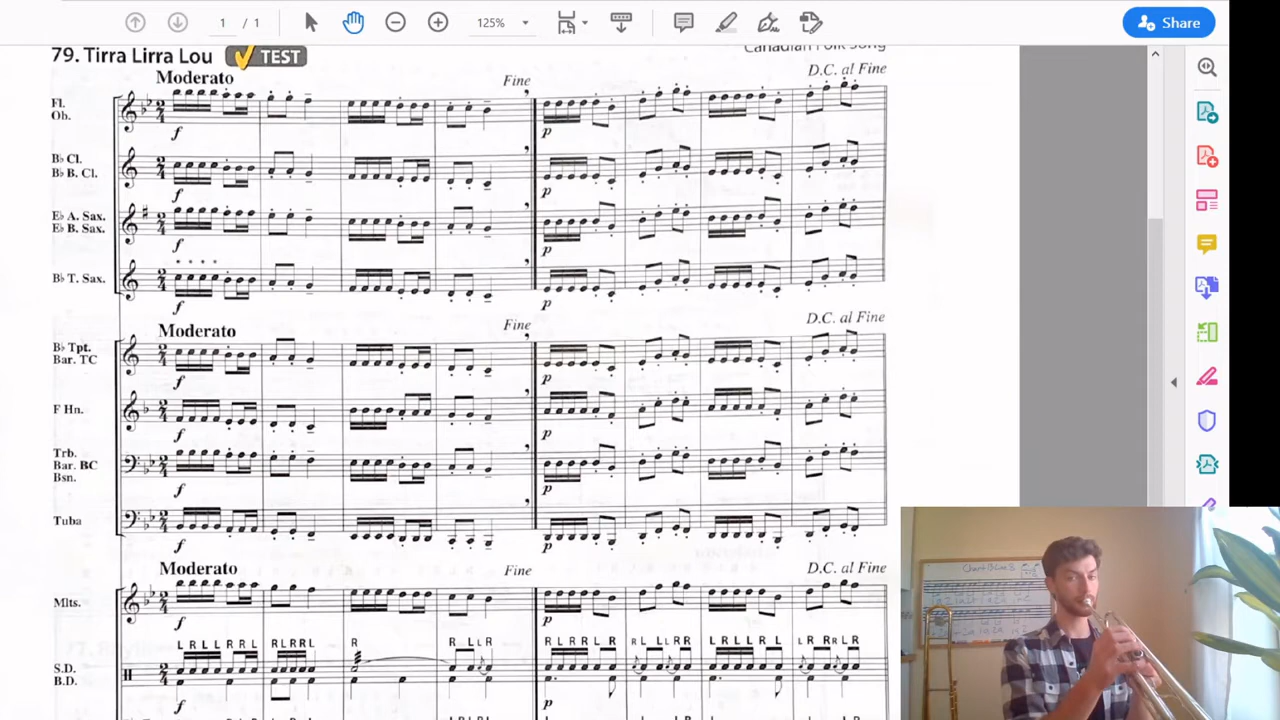 1 / 1
125%
Share
79. Tirra Lirra Lou TEST
Canadian Folk Song
Moderato
Fine
D.C. al Fine
Fl.
Ob.
f
p
B♭ Cl.
B♭ B. Cl.
f
p
E♭ A. Sax.
E♭ B. Sax.
f
p
B♭ T. Sax.
f
p
Moderato
Fine
D.C. al Fine
B♭ Tpt.
Bar. TC
f
p
F Hn.
f
p
Trb.
Bar. BC
Bsn.
f
p
Tuba
f
p
Moderato
Fine
D.C. al Fine
Mlts.
f
p
L R L L R R L R L R R L R R L L R R L R L L R R L L R R L R L L R L R L R R L R
S.D.
B.D.
f
p